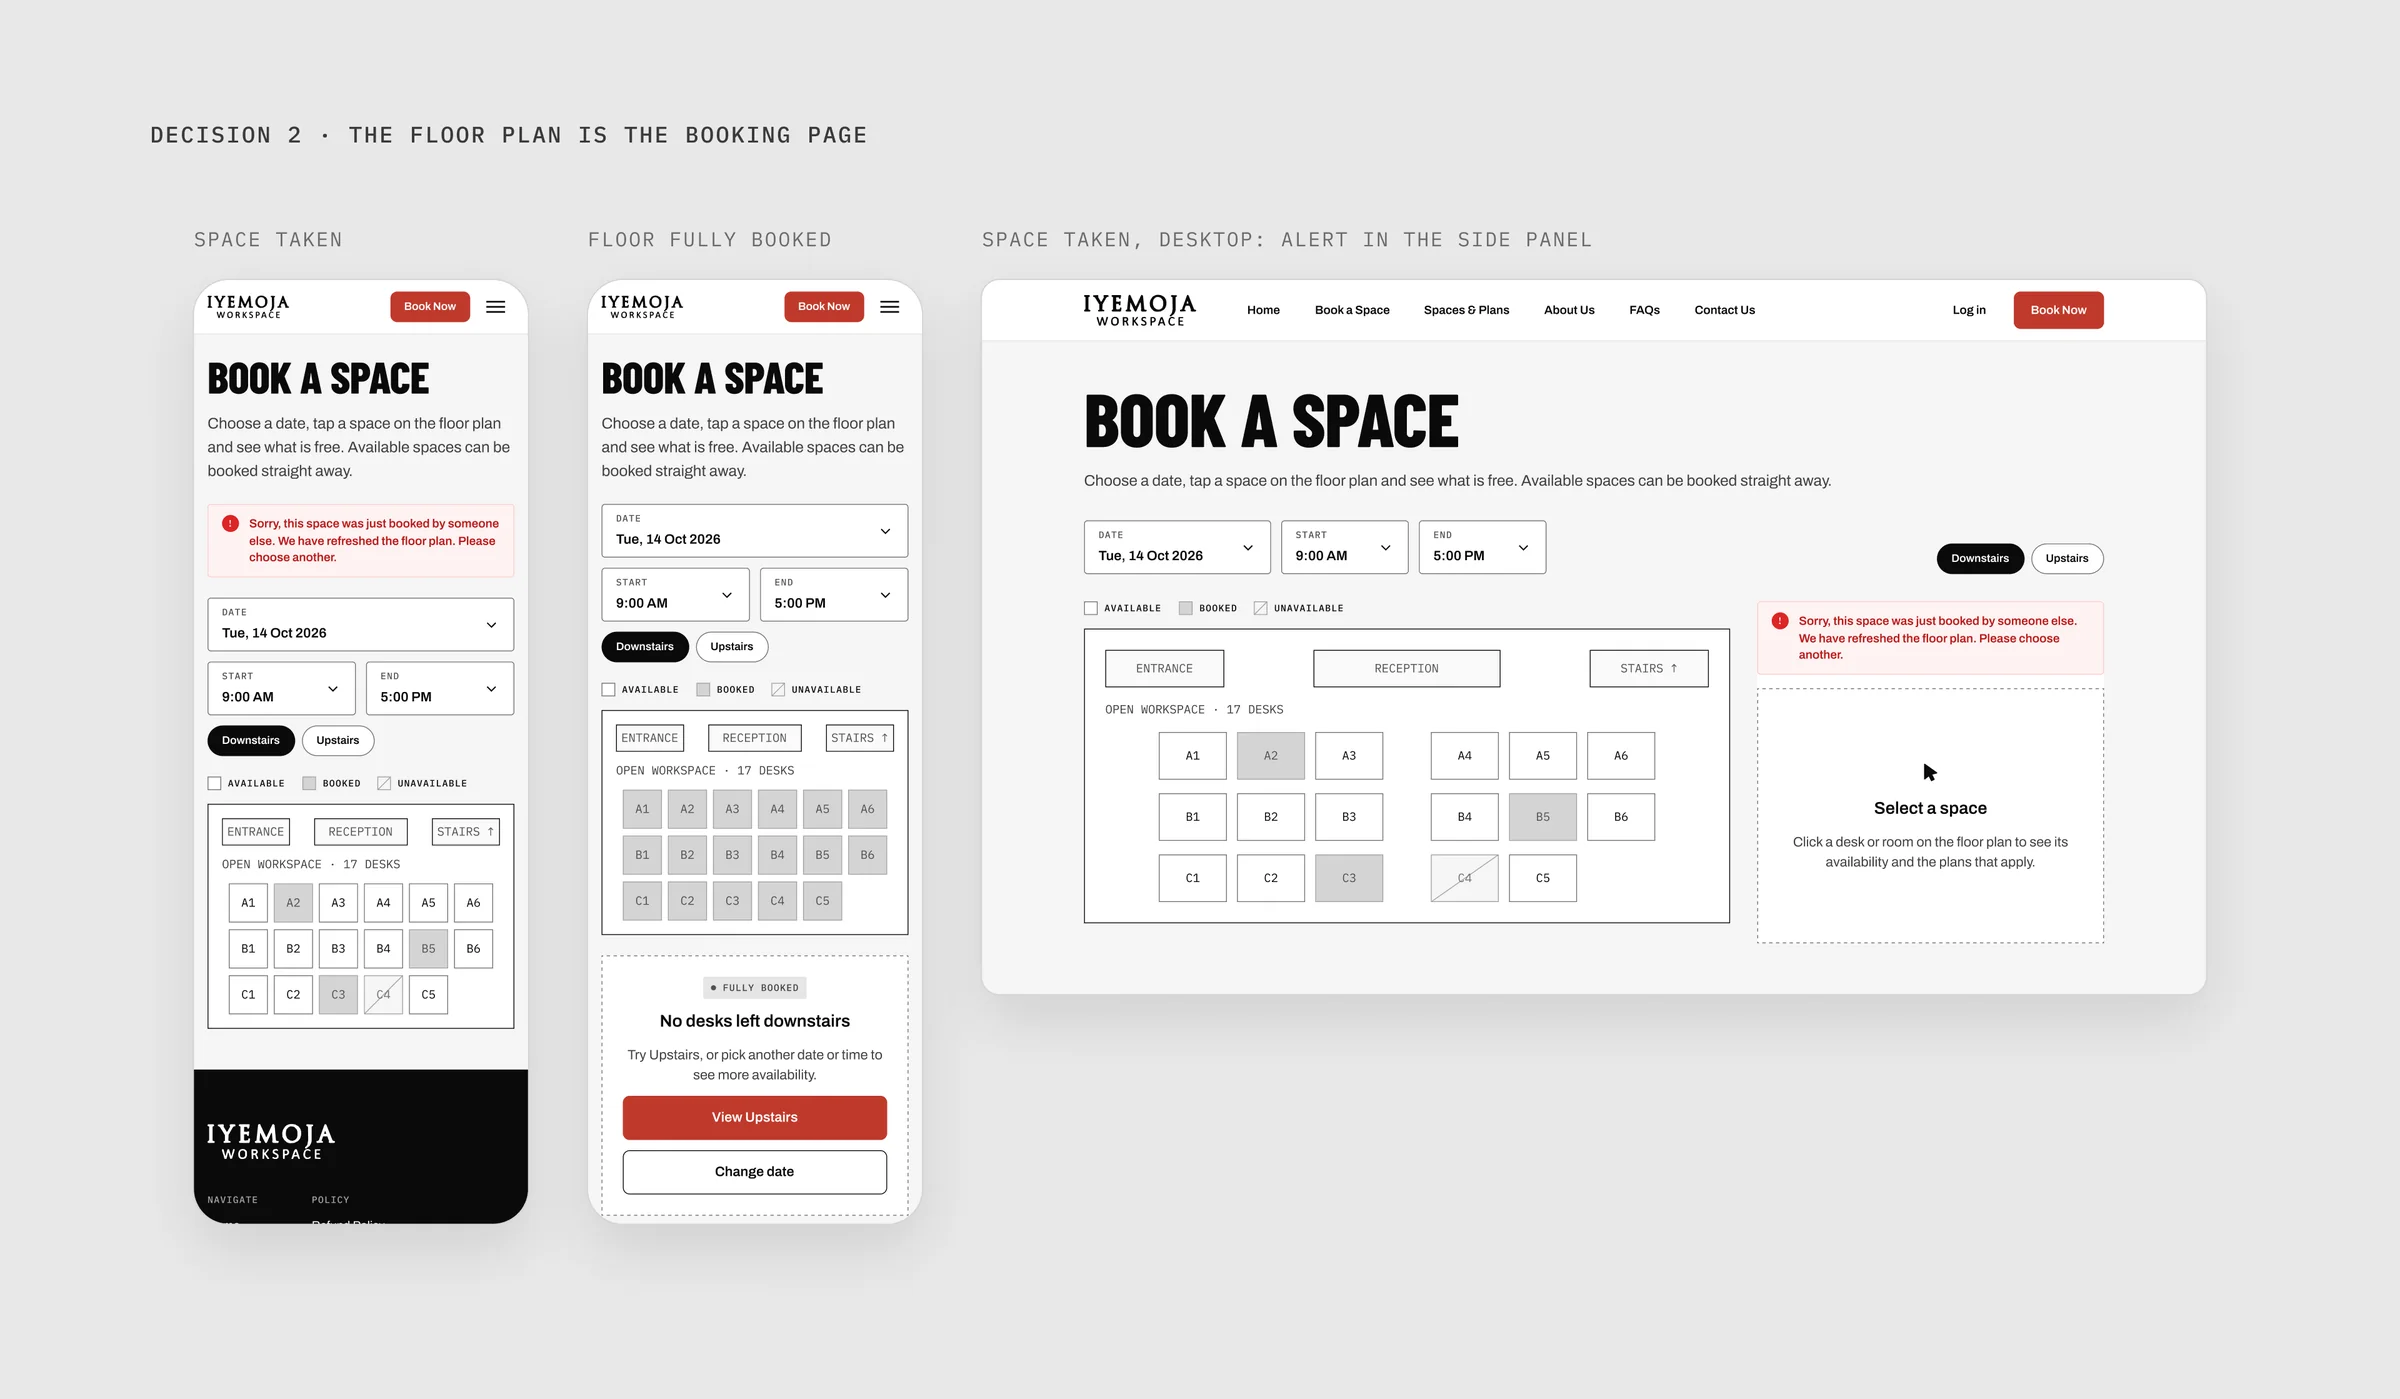 DECISION 2 · THE FLOOR PLAN IS THE BOOKING PAGE
SPACE TAKEN
IYEMOJA
WORKSPACE
Book Now
BOOK A SPACE
Choose a date, tap a space on the floor plan
and see what is free. Available spaces can be
booked straight away.
! Sorry, this space was just booked by someone
else. We have refreshed the floor plan. Please
choose another.
DATE
Tue, 14 Oct 2026
START
9:00 AM
END
5:00 PM
Downstairs
Upstairs
AVAILABLE BOOKED UNAVAILABLE
ENTRANCE RECEPTION STAIRS ↑
OPEN WORKSPACE · 17 DESKS
A1 A2 A3 A4 A5 A6
B1 B2 B3 B4 B5 B6
C1 C2 C3 C4 C5
IYEMOJA
WORKSPACE
NAVIGATE POLICY
Refund Policy
FLOOR FULLY BOOKED
IYEMOJA
WORKSPACE
Book Now
BOOK A SPACE
Choose a date, tap a space on the floor plan
and see what is free. Available spaces can be
booked straight away.
DATE
Tue, 14 Oct 2026
START
9:00 AM
END
5:00 PM
Downstairs
Upstairs
AVAILABLE BOOKED UNAVAILABLE
ENTRANCE RECEPTION STAIRS ↑
OPEN WORKSPACE · 17 DESKS
A1 A2 A3 A4 A5 A6
B1 B2 B3 B4 B5 B6
C1 C2 C3 C4 C5
FULLY BOOKED
No desks left downstairs
Try Upstairs, or pick another date or time to
see more availability.
View Upstairs
Change date
SPACE TAKEN, DESKTOP: ALERT IN THE SIDE PANEL
IYEMOJA
WORKSPACE
Home Book a Space Spaces & Plans About Us FAQs Contact Us Log in Book Now
BOOK A SPACE
Choose a date, tap a space on the floor plan and see what is free. Available spaces can be booked straight away.
DATE
Tue, 14 Oct 2026
START
9:00 AM
END
5:00 PM
Downstairs
Upstairs
AVAILABLE BOOKED UNAVAILABLE
ENTRANCE RECEPTION STAIRS ↑
OPEN WORKSPACE · 17 DESKS
A1 A2 A3 A4 A5 A6
B1 B2 B3 B4 B5 B6
C1 C2 C3 C4 C5
! Sorry, this space was just booked by someone else.
We have refreshed the floor plan. Please choose
another.
Select a space
Click a desk or room on the floor plan to see its
availability and the plans that apply.